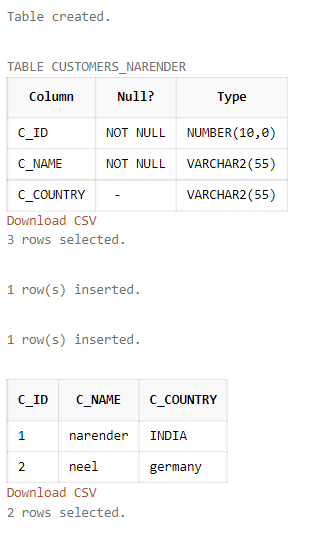 Table created.
TABLE CUSTOMERS_NARENDER
Column Null? Type
C_ID NOT NULL NUMBER(10,0)
C_NAME NOT NULL VARCHAR2(55)
C_COUNTRY - VARCHAR2(55)
Download CSV
3 rows selected.
1 row(s) inserted.
1 row(s) inserted.
C_ID C_NAME C_COUNTRY
1 narender INDIA
2 neel germany
Download CSV
2 rows selected.